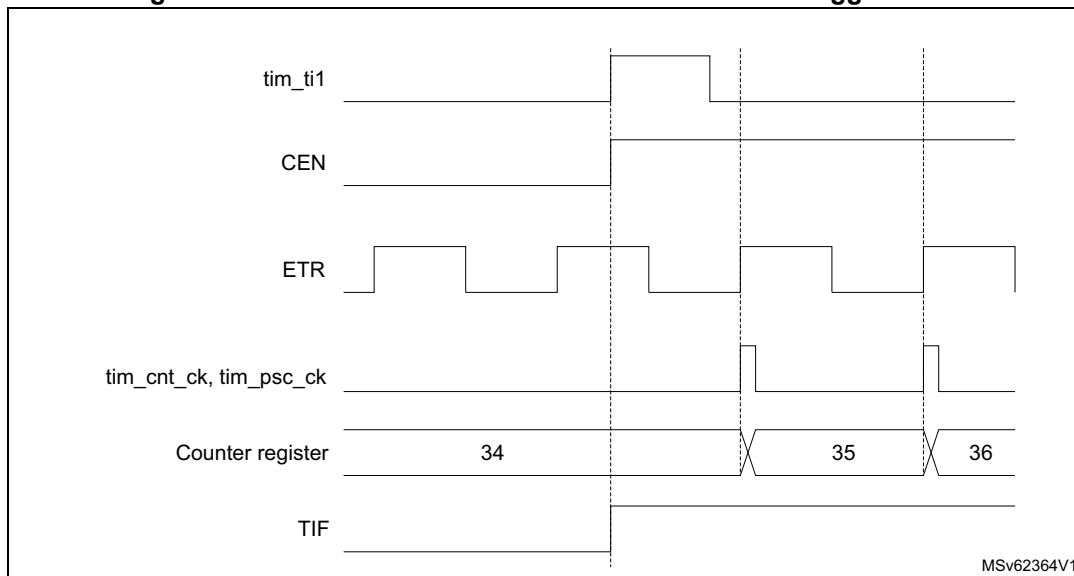 tim_ti1
CEN
ETR
tim_cnt_ck, tim_psc_ck
Counter register
34
35
36
TIF
MSv62364V1